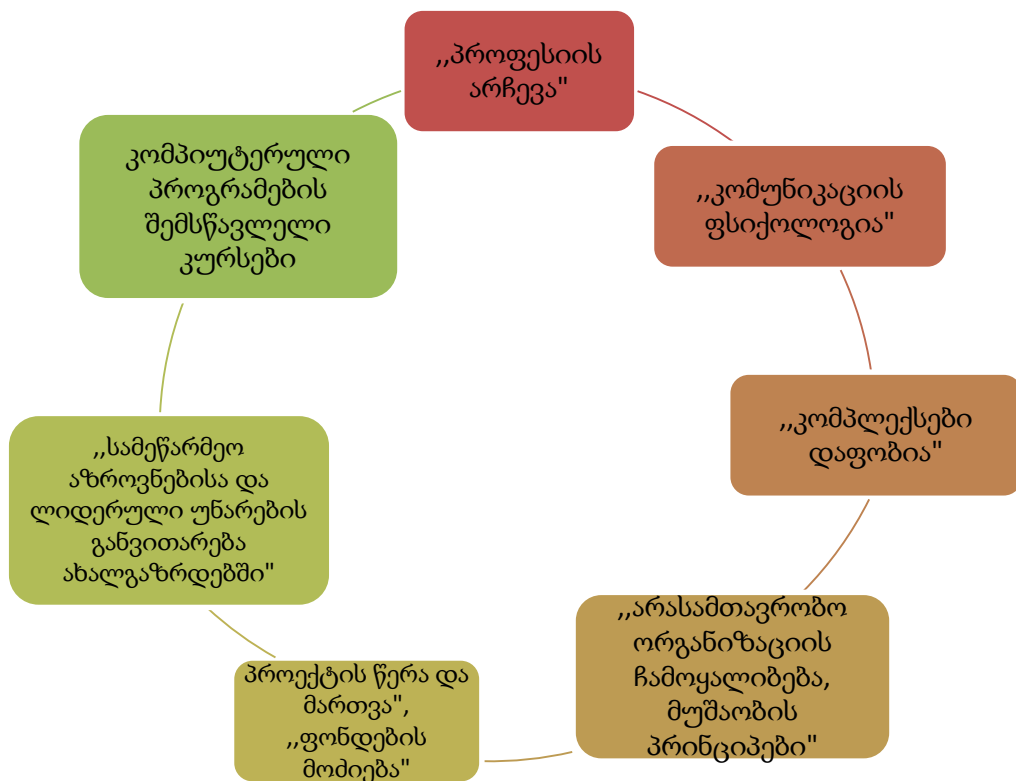 ,,პროფესიის
არჩევა"
,,კომუნიკაციის
ფსიქოლოგია"
,,კომპლექსები
დაფობია"
,,არასამთავრობო
ორგანიზაციის
ჩამოყალიბება,
მუშაობის
პრინციპები"
პროექტის წერა და
მართვა",
,,ფონდების
მოძიება"
,,სამეწარმეო
აზროვნებისა და
ლიდერული უნარების
განვითარება
ახალგაზრდებში"
კომპიუტერული
პროგრამების
შემსწავლელი
კურსები